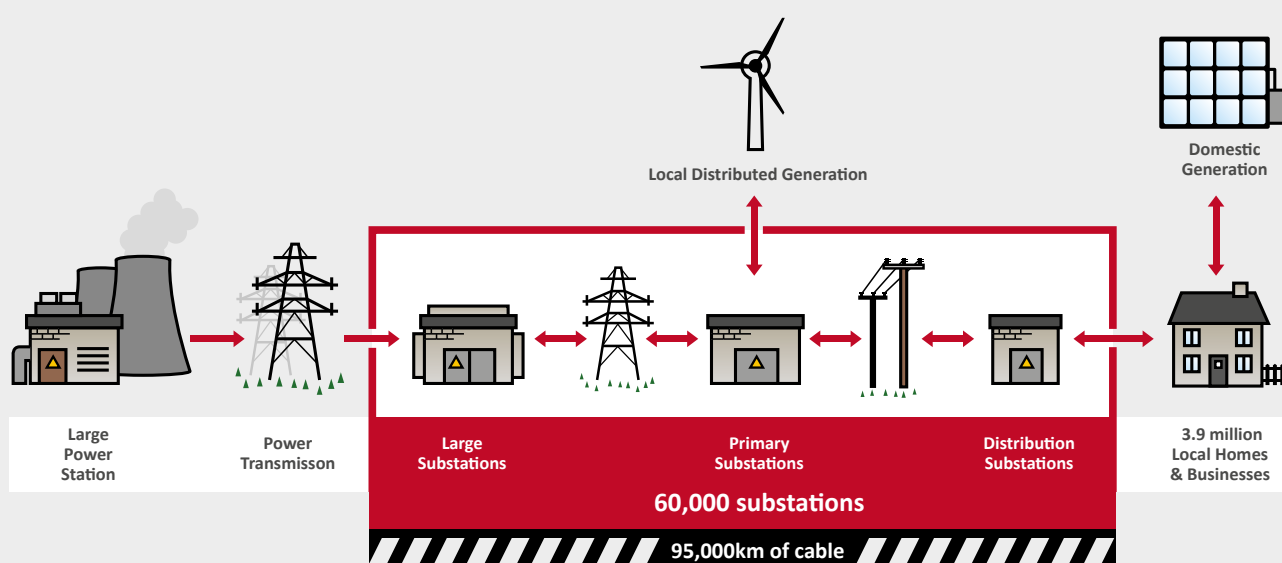 Local Distributed Generation
Domestic
Generation
Large
Power
Station
Power
Transmisson
Large
Substations
Primary
Substations
Distribution
Substations
3.9 million
Local Homes
& Businesses
60,000 substations
95,000km of cable